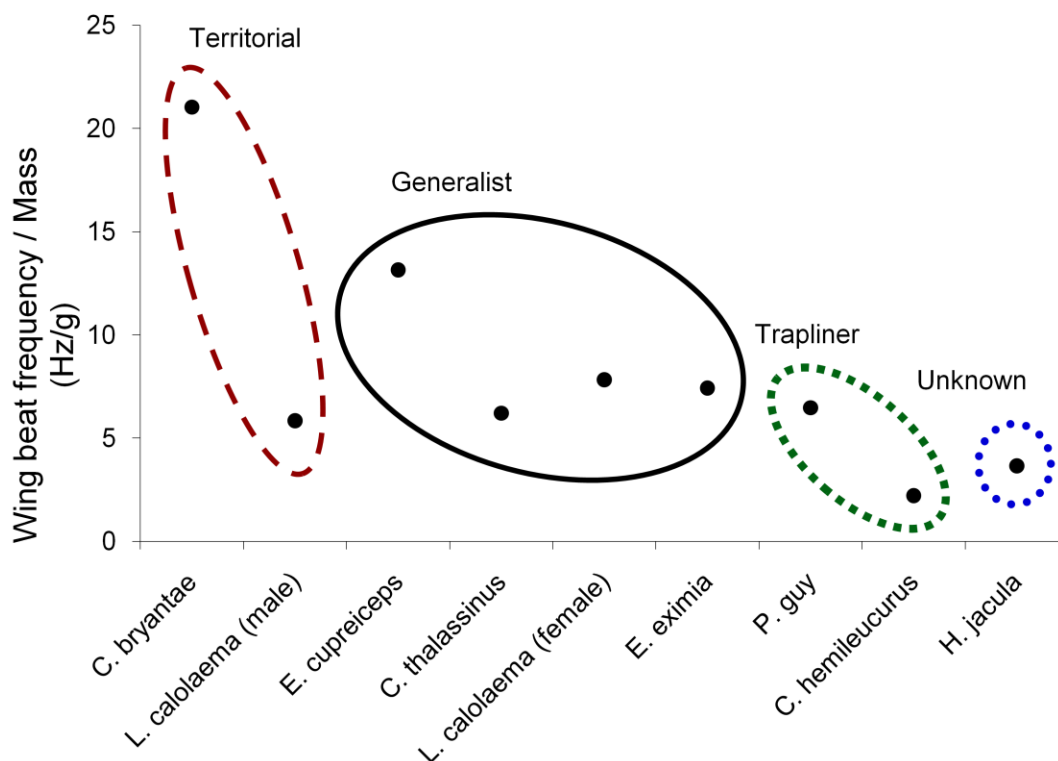 25
Territorial
20
Generalist
15
10
Trapliner
Unknown
5
0
Wing beat frequency / Mass
(Hz/g)
C. bryantae
L. calolaema (male)
E. cupreiceps
C. thalassinus
L. calolaema (female)
E. eximia
P. guy
C. hemileucurus
H. jacula